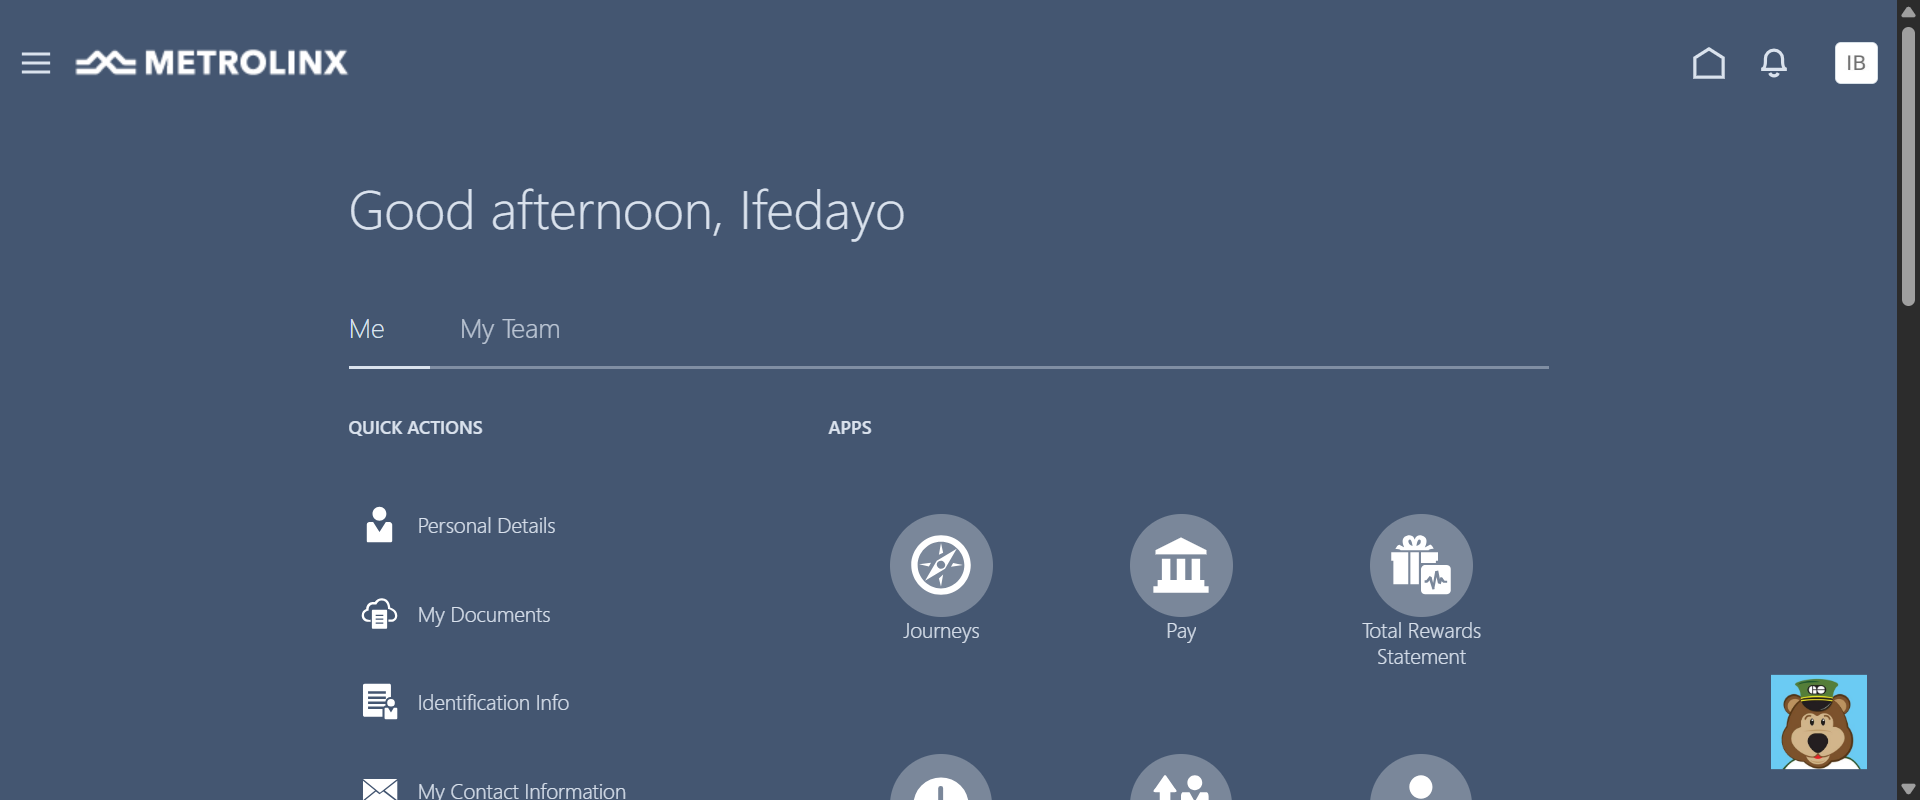 METROLINX
IB
Good afternoon, Ifedayo
Me
My Team
QUICK ACTIONS
APPS
Personal Details
My Documents
Identification Info
My Contact Information
Journeys
Pay
Total Rewards
Statement
GO